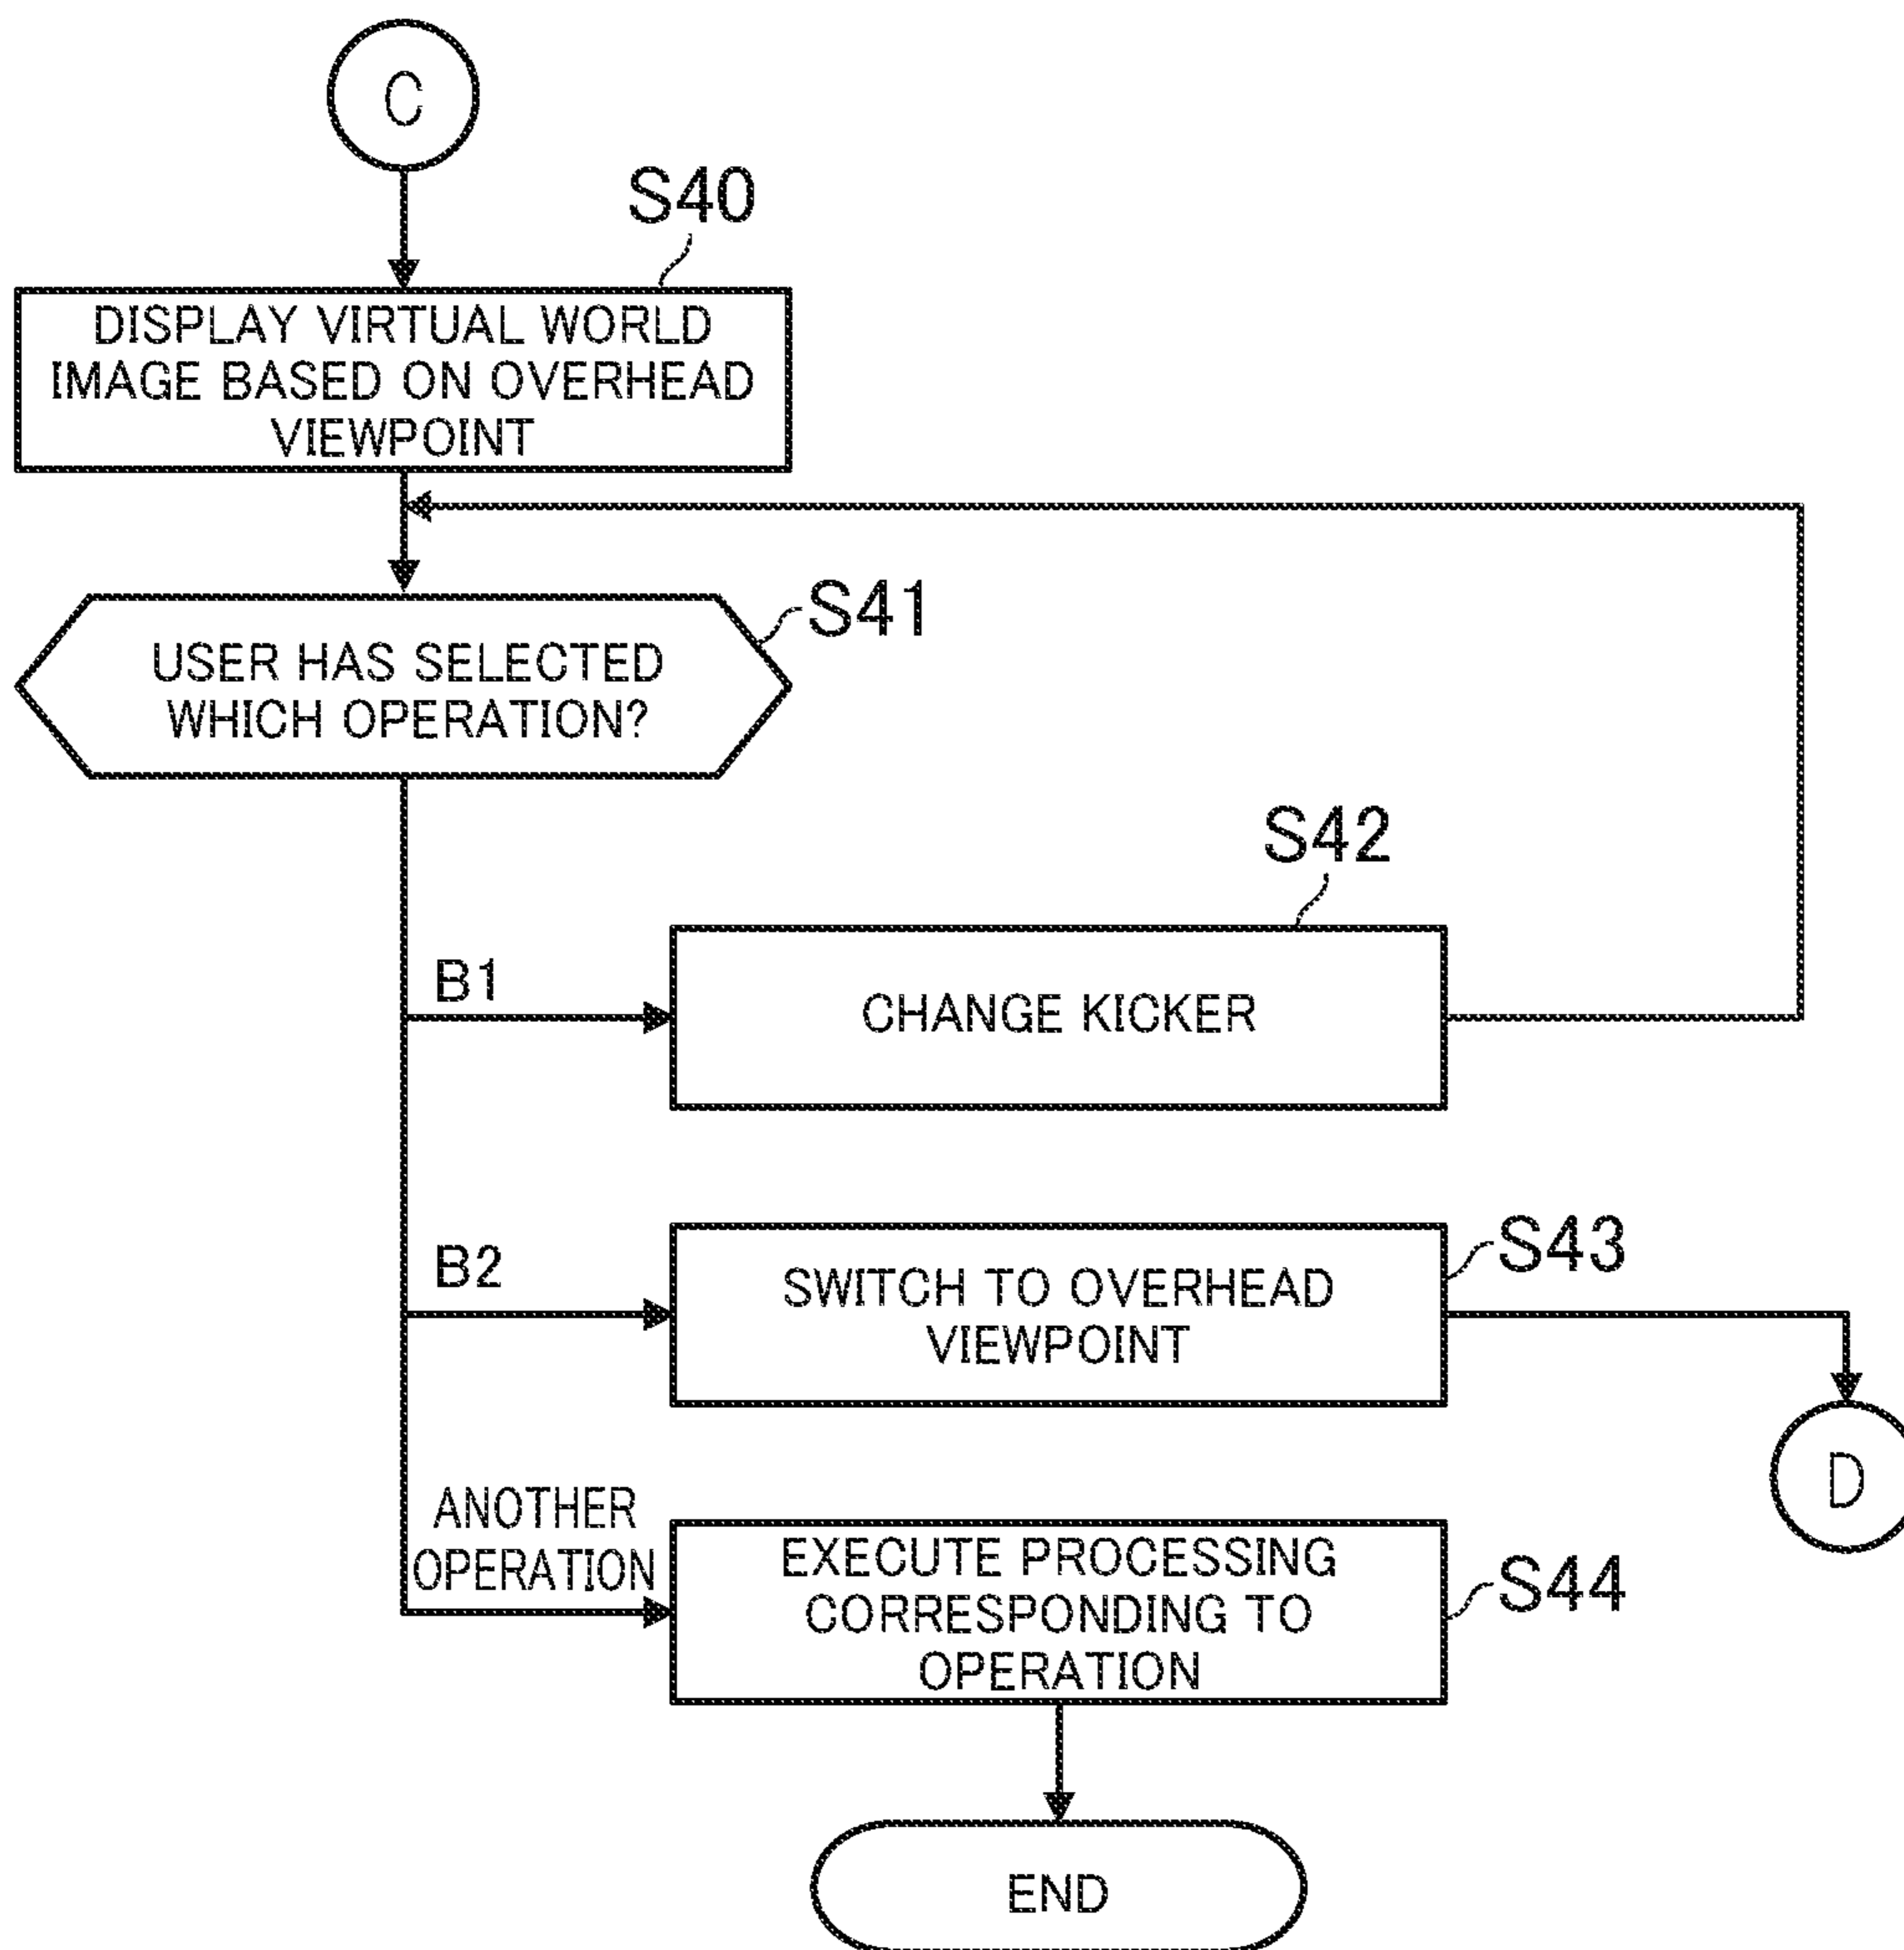 C
S40
DISPLAY VIRTUAL WORLD
IMAGE BASED ON OVERHEAD
VIEWPOINT
S41
USER HAS SELECTED
WHICH OPERATION?
S42
B1
CHANGE KICKER
B2
S43
SWITCH TO OVERHEAD
VIEWPOINT
D
ANOTHER
OPERATION
EXECUTE PROCESSING
CORRESPONDING TO
OPERATION
S44
END